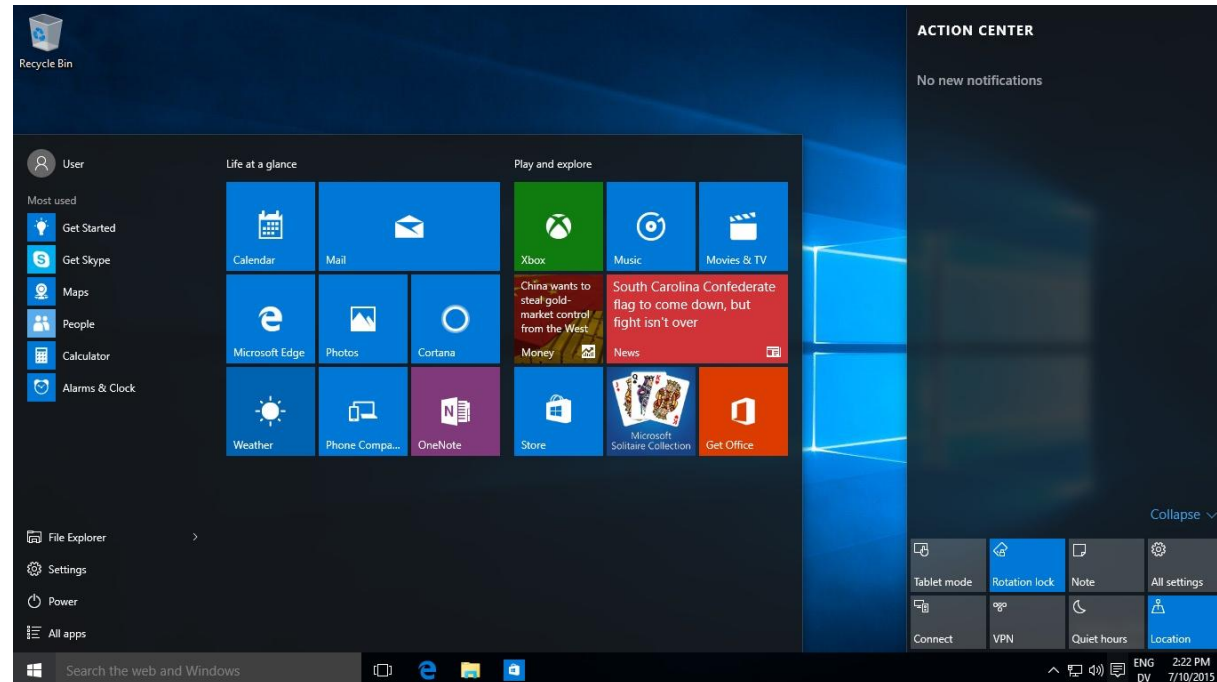 Recycle Bin
User
Most used
Get Started
Get Skype
Maps
People
Calculator
Alarms & Clock
File Explorer
Settings
Power
All apps
Life at a glance
Calendar
Mail
Microsoft Edge
Photos
Cortana
Weather
Phone Compa...
OneNote
Play and explore
Xbox
Music
Movies & TV
China wants to
steal gold-
market control
from the West
Money
South Carolina Confederate
flag to come down, but
fight isn't over
News
Store
Microsoft
Solitaire Collection
Get Office
ACTION CENTER
No new notifications
Collapse
Tablet mode
Rotation lock
Note
All settings
Connect
VPN
Quiet hours
Location
Search the web and Windows
ENG
DV
2:22 PM
7/10/2015